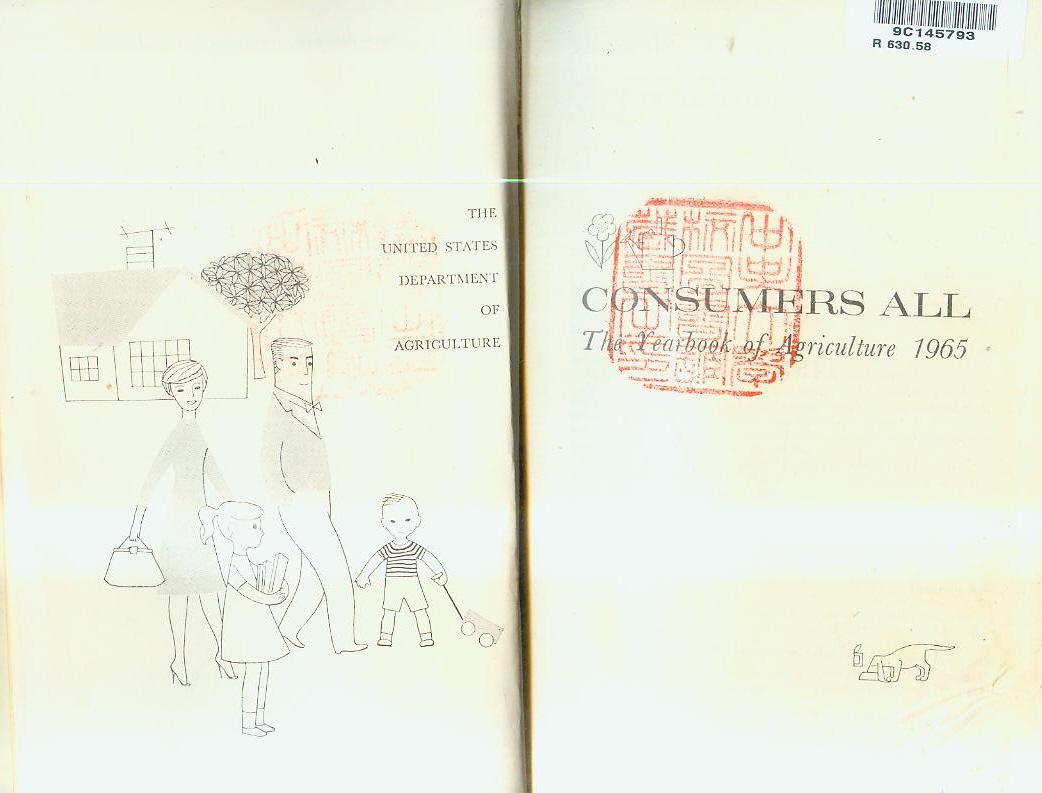 9C145793
R 630.58
THE
UNITED STATES
DEPARTMENT
OF
AGRICULTURE
CONSUMERS ALL
The Yearbook of Agriculture 1965